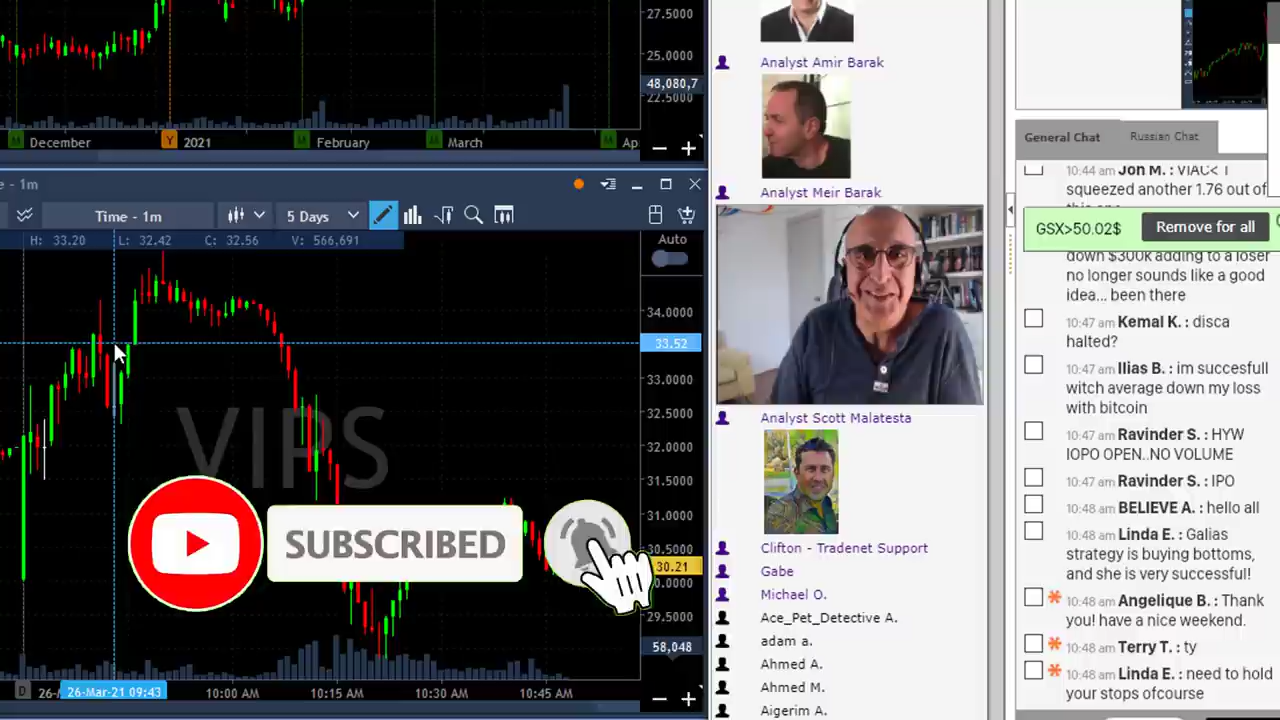 27.5000
25.0000
48,080,7
22.5000
December
Y
2021
M
February
M
March
M
Ap
Time - 1m
Time - 1m
5 Days
H: 33.20 L: 32.42 C: 32.56 V: 566,691
Auto
34.0000
33.52
33.0000
32.5000
32.0000
31.5000
31.0000
30.5000
30.21
29.5000
58,048
VIPS
SUBSCRIBED
26-Mar-21 09:43
10:00 AM
10:15 AM
10:30 AM
10:45 AM
Analyst Amir Barak
Analyst Meir Barak
Analyst Scott Malatesta
Clifton - Tradenet Support
Gabe
Michael O.
Ace_Pet_Detective A.
adam a.
Ahmed A.
Ahmed M.
Aigerim A.
General Chat
Russian Chat
10:44 am Jon M. : VIAC< I
squeezed another 1.76 out of
GSX>50.02$
Remove for all
down $300k adding to a loser
no longer sounds like a good
idea... been there
10:47 am Kemal K. : disca
halted?
10:47 am Ilias B. : im succesfull
witch average down my loss
with bitcoin
10:47 am Ravinder S. : HYW
IOPO OPEN..NO VOLUME
10:47 am Ravinder S. : IPO
10:48 am BELIEVE A. : hello all
10:48 am Linda E. : Galias
strategy is buying bottoms,
and she is very successful!
10:48 am Angelique B. : Thank
you! have a nice weekend.
10:48 am Terry T. : ty
10:48 am Linda E. : need to hold
your stops ofcourse